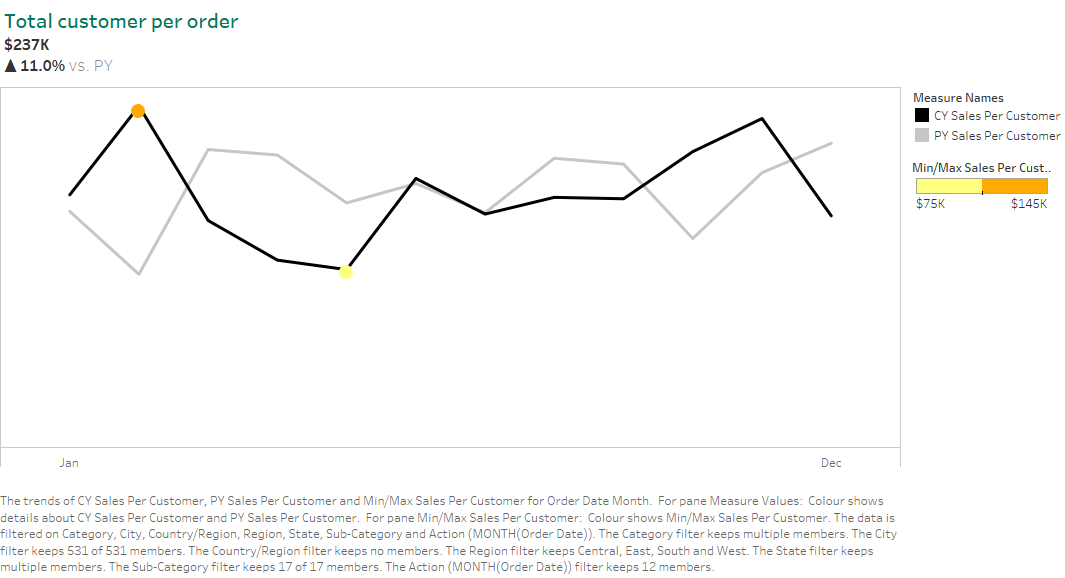 Total customer per order
$237K
▲ 11.0% vs. PY
Measure Names
CY Sales Per Customer
PY Sales Per Customer
Min/Max Sales Per Cust..
$75K $145K
Jan Dec
The trends of CY Sales Per Customer, PY Sales Per Customer and Min/Max Sales Per Customer for Order Date Month.  For pane Measure Values:  Colour shows
details about CY Sales Per Customer and PY Sales Per Customer.  For pane Min/Max Sales Per Customer:  Colour shows Min/Max Sales Per Customer. The data is
filtered on Category, City, Country/Region, Region, State, Sub-Category and Action (MONTH(Order Date)). The Category filter keeps multiple members. The City
filter keeps 531 of 531 members. The Country/Region filter keeps no members. The Region filter keeps Central, East, South and West. The State filter keeps
multiple members. The Sub-Category filter keeps 17 of 17 members. The Action (MONTH(Order Date)) filter keeps 12 members.